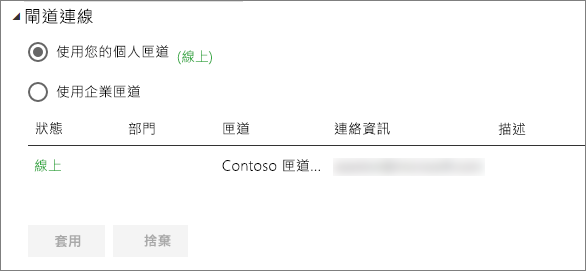 閘道連線
使用您的個人匣道 (線上)
使用企業匣道
狀態 部門 匣道 連絡資訊 描述
線上 Contoso 匣道...
套用 捨棄